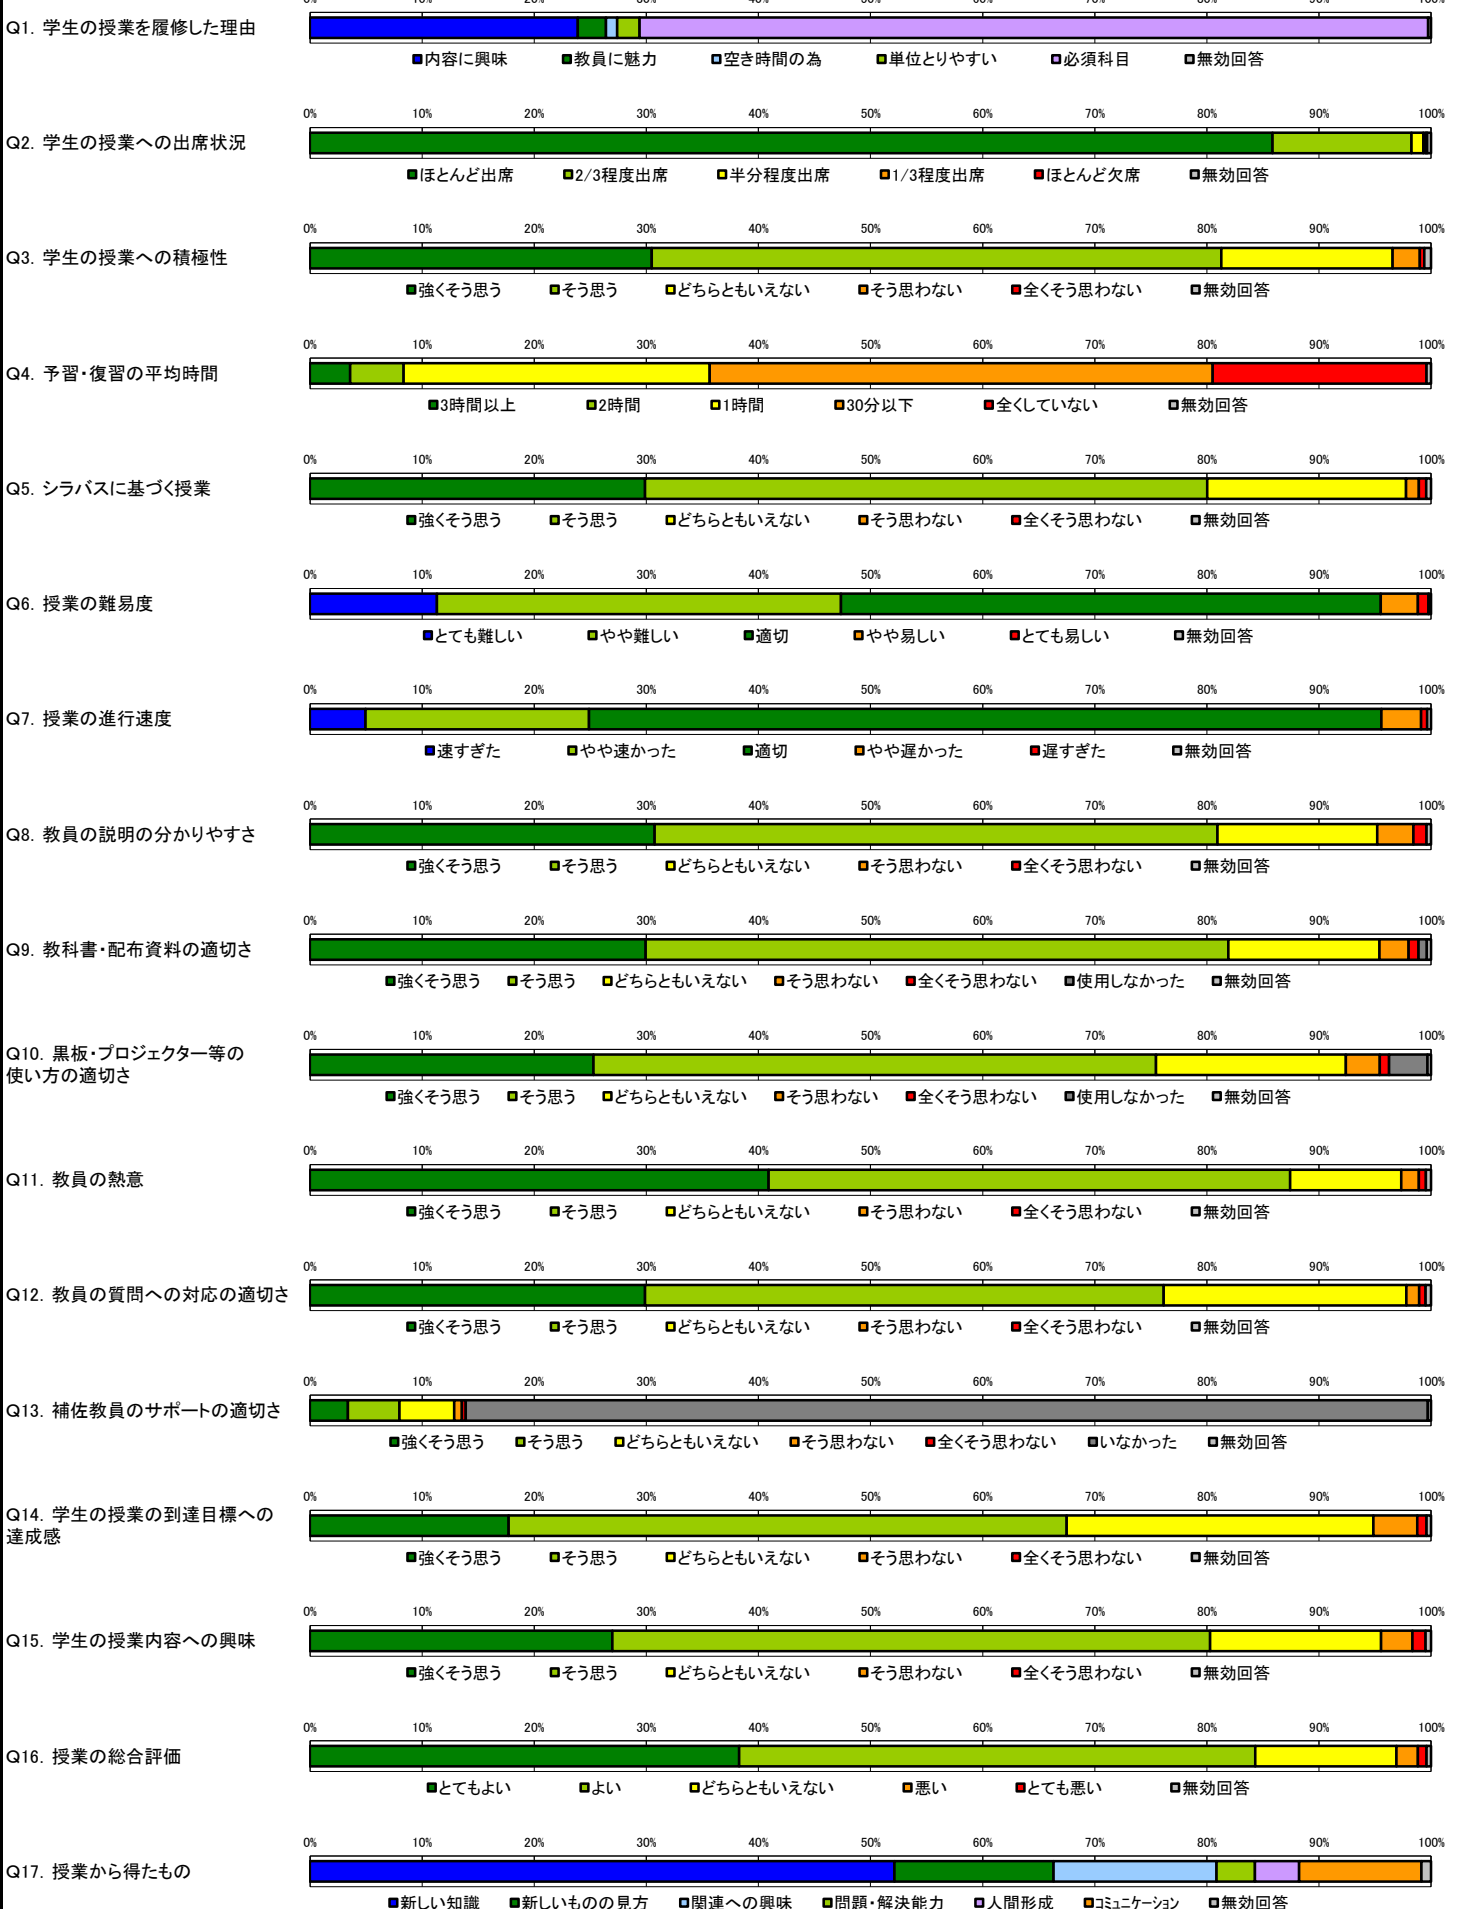 0% 10% 20% 30% 40% 50% 60% 70% 80% 90% 100%
Q1. 学生の授業を履修した理由
内容に興味 教員に魅力 空き時間の為 単位とりやすい 必須科目 無効回答
0% 10% 20% 30% 40% 50% 60% 70% 80% 90% 100%
Q2. 学生の授業への出席状況
ほとんど出席 2/3程度出席 半分程度出席 1/3程度出席 ほとんど欠席 無効回答
0% 10% 20% 30% 40% 50% 60% 70% 80% 90% 100%
Q3. 学生の授業への積極性
強くそう思う そう思う どちらともいえない そう思わない 全くそう思わない 無効回答
0% 10% 20% 30% 40% 50% 60% 70% 80% 90% 100%
Q4. 予習・復習の平均時間
3時間以上 2時間 1時間 30分以下 全くしていない 無効回答
0% 10% 20% 30% 40% 50% 60% 70% 80% 90% 100%
Q5. シラバスに基づく授業
強くそう思う そう思う どちらともいえない そう思わない 全くそう思わない 無効回答
0% 10% 20% 30% 40% 50% 60% 70% 80% 90% 100%
Q6. 授業の難易度
とても難しい やや難しい 適切 やや易しい とても易しい 無効回答
0% 10% 20% 30% 40% 50% 60% 70% 80% 90% 100%
Q7. 授業の進行速度
速すぎた やや速かった 適切 やや遅かった 遅すぎた 無効回答
0% 10% 20% 30% 40% 50% 60% 70% 80% 90% 100%
Q8. 教員の説明の分かりやすさ
強くそう思う そう思う どちらともいえない そう思わない 全くそう思わない 無効回答
0% 10% 20% 30% 40% 50% 60% 70% 80% 90% 100%
Q9. 教科書・配布資料の適切さ
強くそう思う そう思う どちらともいえない そう思わない 全くそう思わない 使用しなかった 無効回答
0% 10% 20% 30% 40% 50% 60% 70% 80% 90% 100%
Q10. 黒板・プロジェクター等の
使い方の適切さ
強くそう思う そう思う どちらともいえない そう思わない 全くそう思わない 使用しなかった 無効回答
0% 10% 20% 30% 40% 50% 60% 70% 80% 90% 100%
Q11. 教員の熱意
強くそう思う そう思う どちらともいえない そう思わない 全くそう思わない 無効回答
0% 10% 20% 30% 40% 50% 60% 70% 80% 90% 100%
Q12. 教員の質問への対応の適切さ
強くそう思う そう思う どちらともいえない そう思わない 全くそう思わない 無効回答
0% 10% 20% 30% 40% 50% 60% 70% 80% 90% 100%
Q13. 補佐教員のサポートの適切さ
強くそう思う そう思う どちらともいえない そう思わない 全くそう思わない いなかった 無効回答
0% 10% 20% 30% 40% 50% 60% 70% 80% 90% 100%
Q14. 学生の授業の到達目標への
達成感
強くそう思う そう思う どちらともいえない そう思わない 全くそう思わない 無効回答
0% 10% 20% 30% 40% 50% 60% 70% 80% 90% 100%
Q15. 学生の授業内容への興味
強くそう思う そう思う どちらともいえない そう思わない 全くそう思わない 無効回答
0% 10% 20% 30% 40% 50% 60% 70% 80% 90% 100%
Q16. 授業の総合評価
とてもよい よい どちらともいえない 悪い とても悪い 無効回答
0% 10% 20% 30% 40% 50% 60% 70% 80% 90% 100%
Q17. 授業から得たもの
新しい知識 新しいものの見方 関連への興味 問題・解決能力 人間形成 ｺﾐｭﾆｹｰｼｮﾝ 無効回答